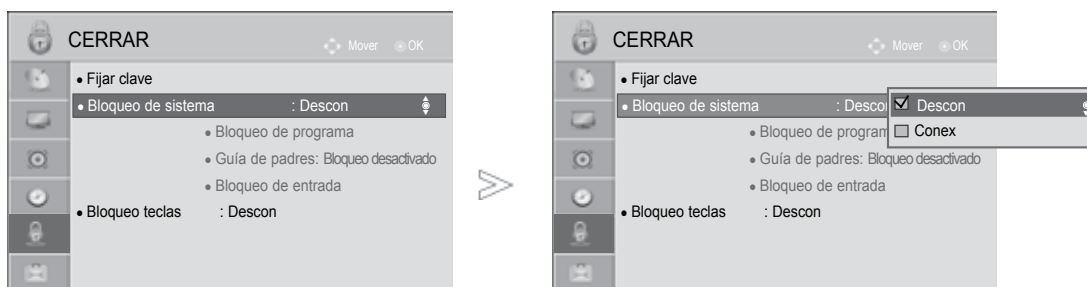 CERRAR
Mover OK
• Fijar clave
• Bloqueo de sistema : Descon
• Bloqueo de programa
• Guía de padres: Bloqueo desactivado
• Bloqueo de entrada
• Bloqueo teclas : Descon
CERRAR
Mover OK
• Fijar clave
• Bloqueo de sistema : Descon
Descon
• Bloqueo de program
Conex
• Guía de padres: Bloqueo desactivado
• Bloqueo de entrada
• Bloqueo teclas : Descon